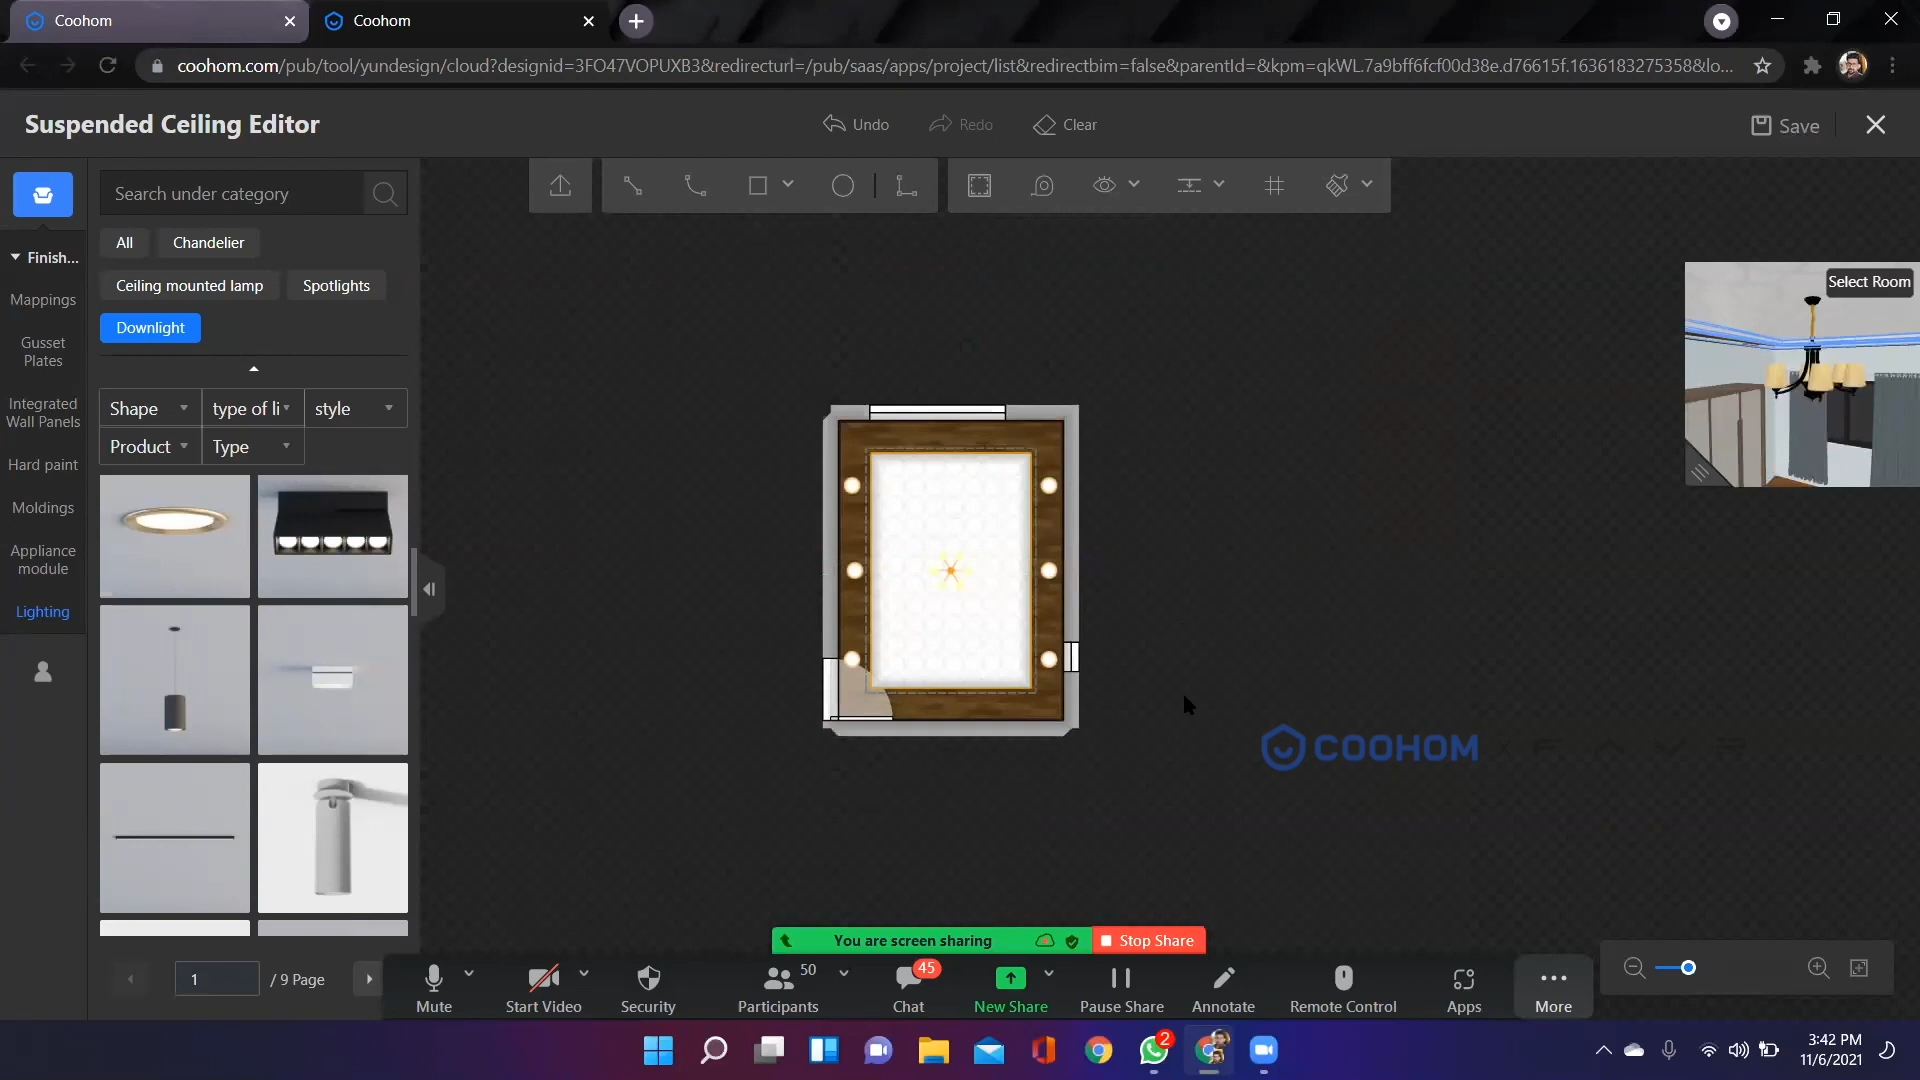 Coohom
Coohom
coohom.com/pub/tool/yundesign/cloud?designid=3FO47VOPUXB3&redirecturl=/pub/saas/apps/project/list&redirectbim=false&parentId=&kpm=qkWL.7a9bff6fcf00d38e.d76615f.1636183275358&lo...
Suspended Ceiling Editor
Undo
Redo
Clear
Save
Search under category
All
Chandelier
Ceiling mounted lamp
Spotlights
Downlight
Finish...
Mappings
Gusset
Plates
Integrated
Wall Panels
Hard paint
Moldings
Appliance
module
Lighting
Shape
type of li
style
Product
Type
Select Room
COOHOM
1
/ 9 Page
You are screen sharing
Stop Share
Mute
Start Video
Security
50
Participants
45
Chat
New Share
Pause Share
Annotate
Remote Control
Apps
More
2
3:42 PM
11/6/2021